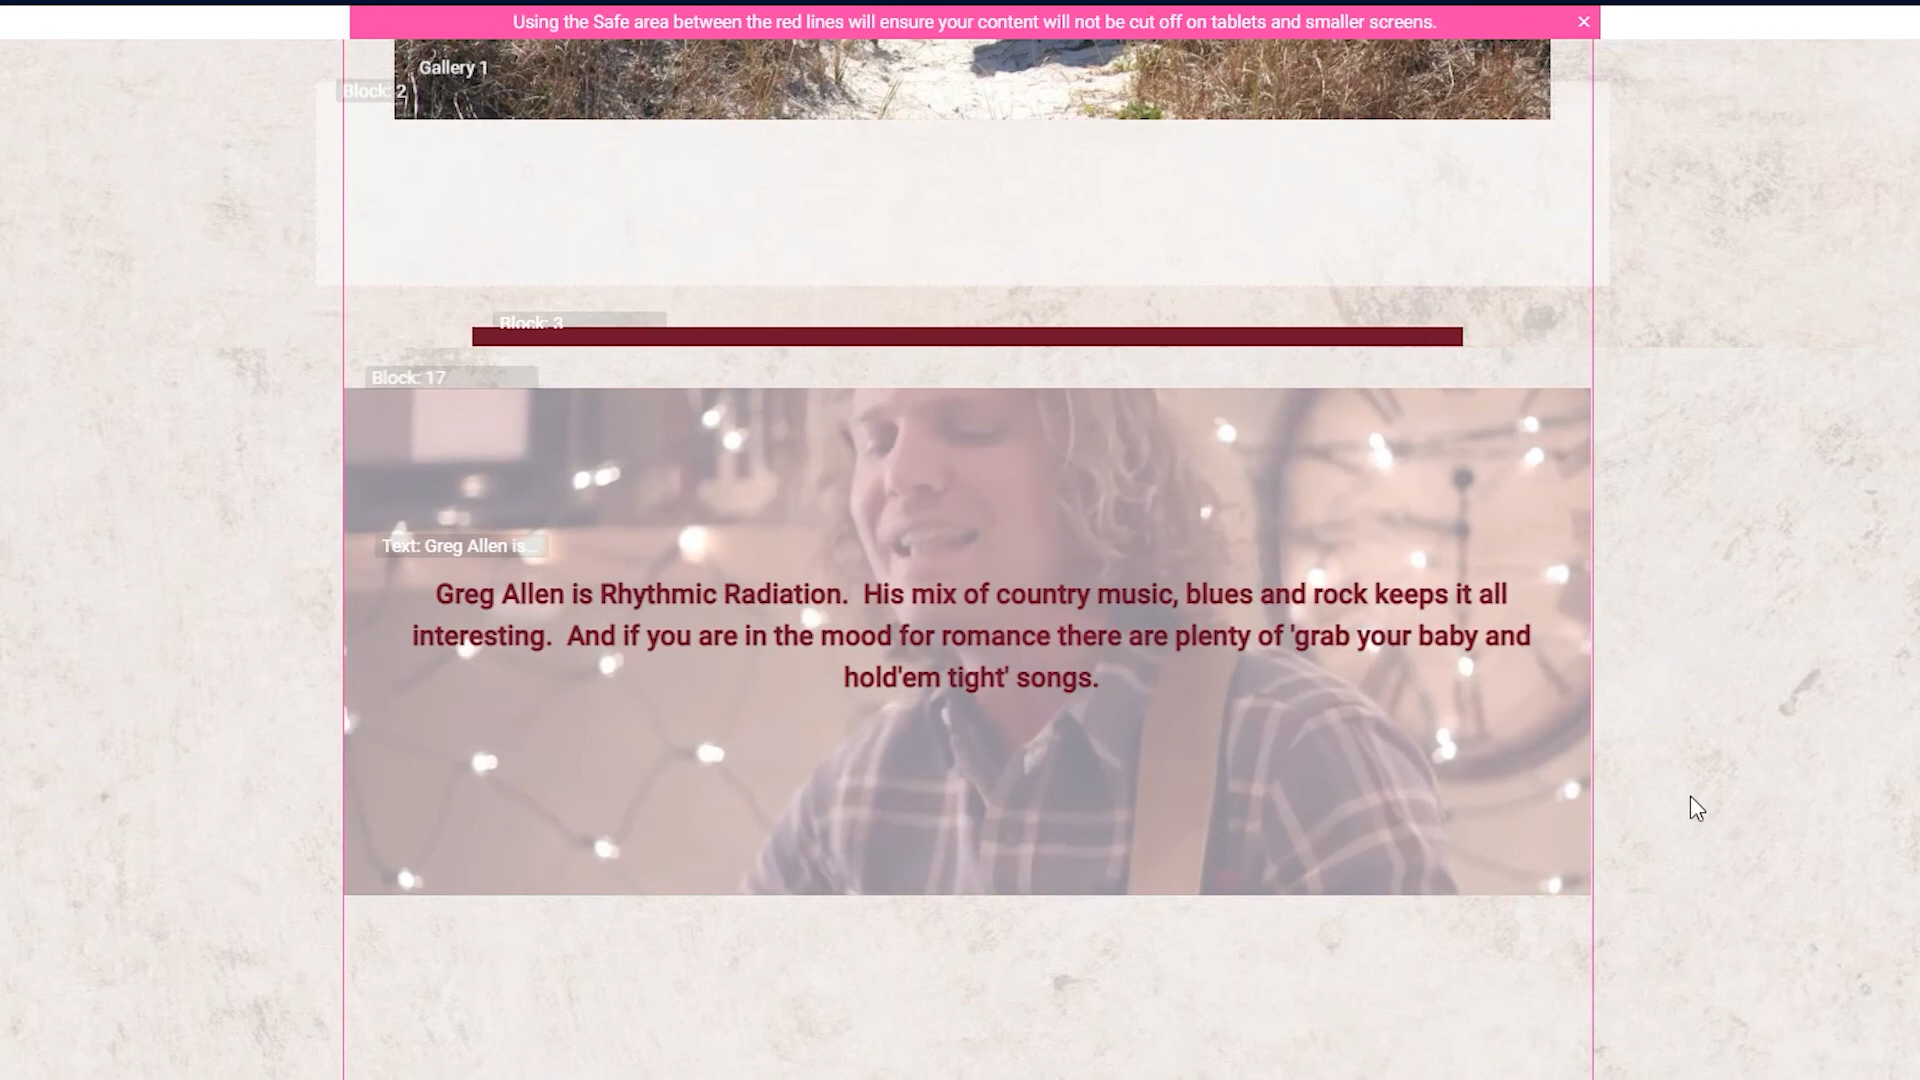 Using the Safe area between the red lines will ensure your content will not be cut off on tablets and smaller screens.
Gallery 1
Block: 2
Block: 3
Block: 17
Text: Greg Allen is...
Greg Allen is Rhythmic Radiation.  His mix of country music, blues and rock keeps it all
interesting.  And if you are in the mood for romance there are plenty of 'grab your baby and
hold'em tight' songs.